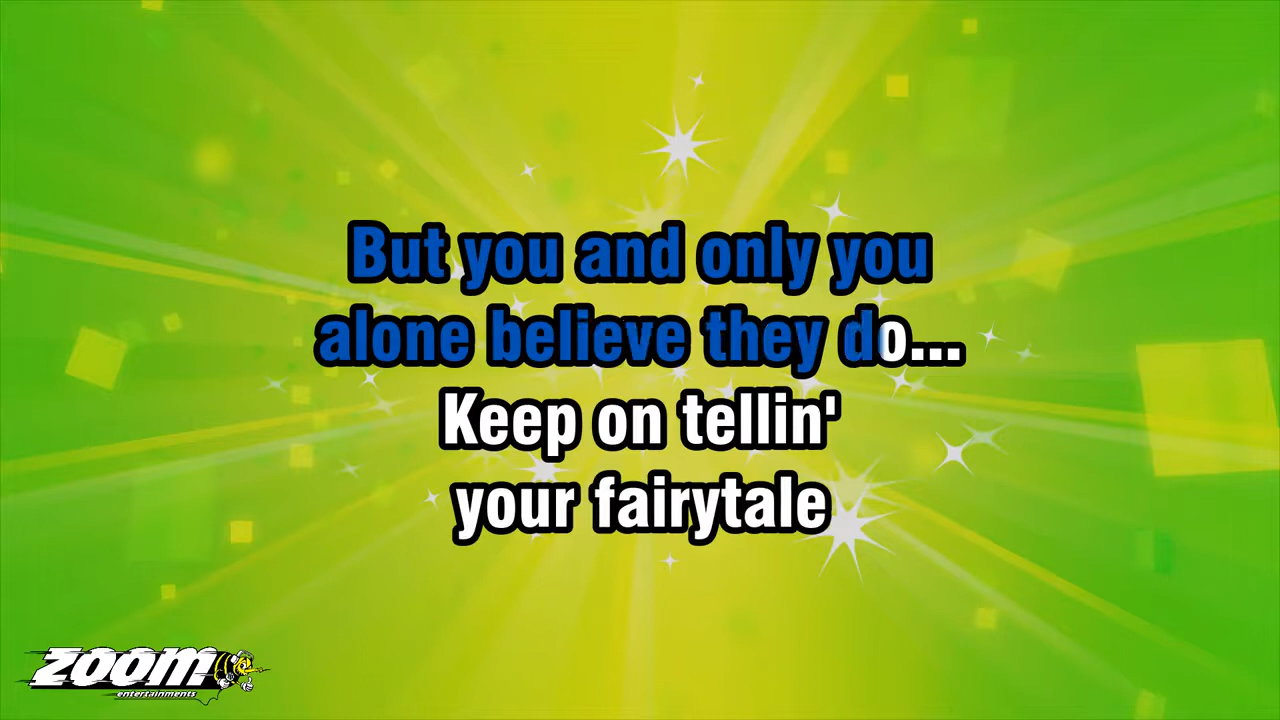 But you and only you
alone believe they do...
Keep on tellin'
your fairytale
zoom
entertainments